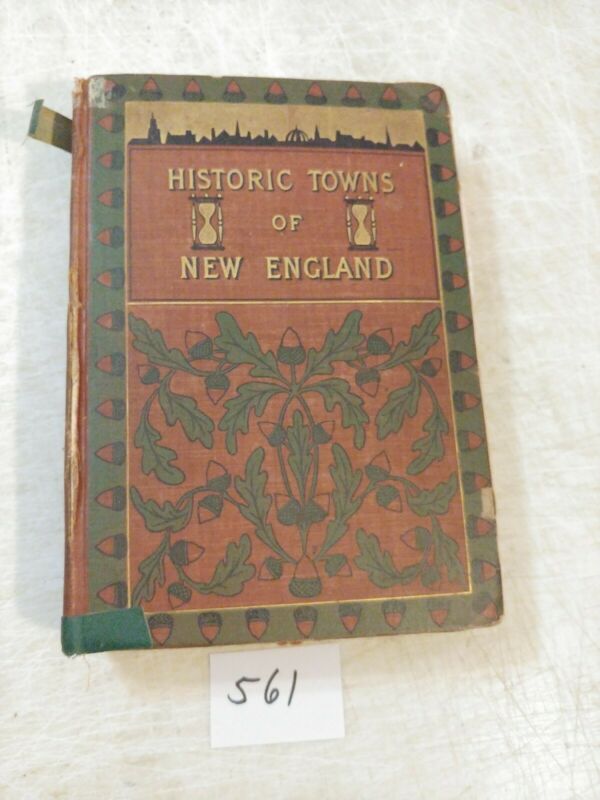 HISTORIC TOWNS
OF
NEW ENGLAND
561